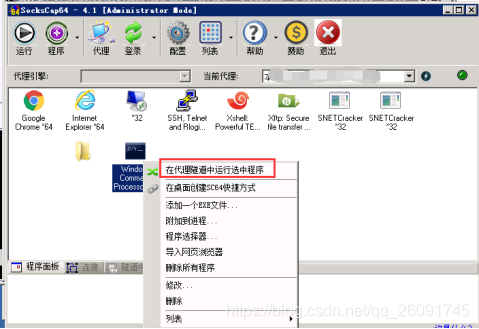 SocksCap64 - 4.1 [Administrator Mode]
运行 程序 代理 登录 配置 列表 帮助 赞助 退出
代理引擎: 当前代理:
Google Chrome *64
Internet Explorer *64
*32
SSH, Telnet and Rlogi...
Xshell: Powerful TE...
Xftp: Secure file transfer ...
SNETCracker *32
SNETCracker *32
Window Comma Processo
在代理隧道中运行选中程序
在桌面创建SC64快捷方式
添加一个EXE文件...
附加到进程...
程序选择器...
导入网页浏览器
删除所有程序
修改...
删除
列表
程序面板 连接 隧道
https://blog.csdn.net/qq_26091745